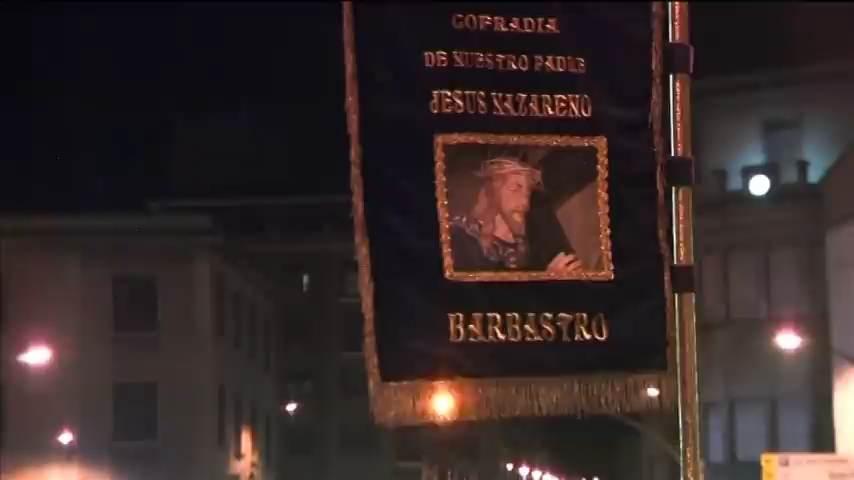 COFRADIA
DE NUESTRO PADRE
JESUS NAZARENO
BARBASTRO